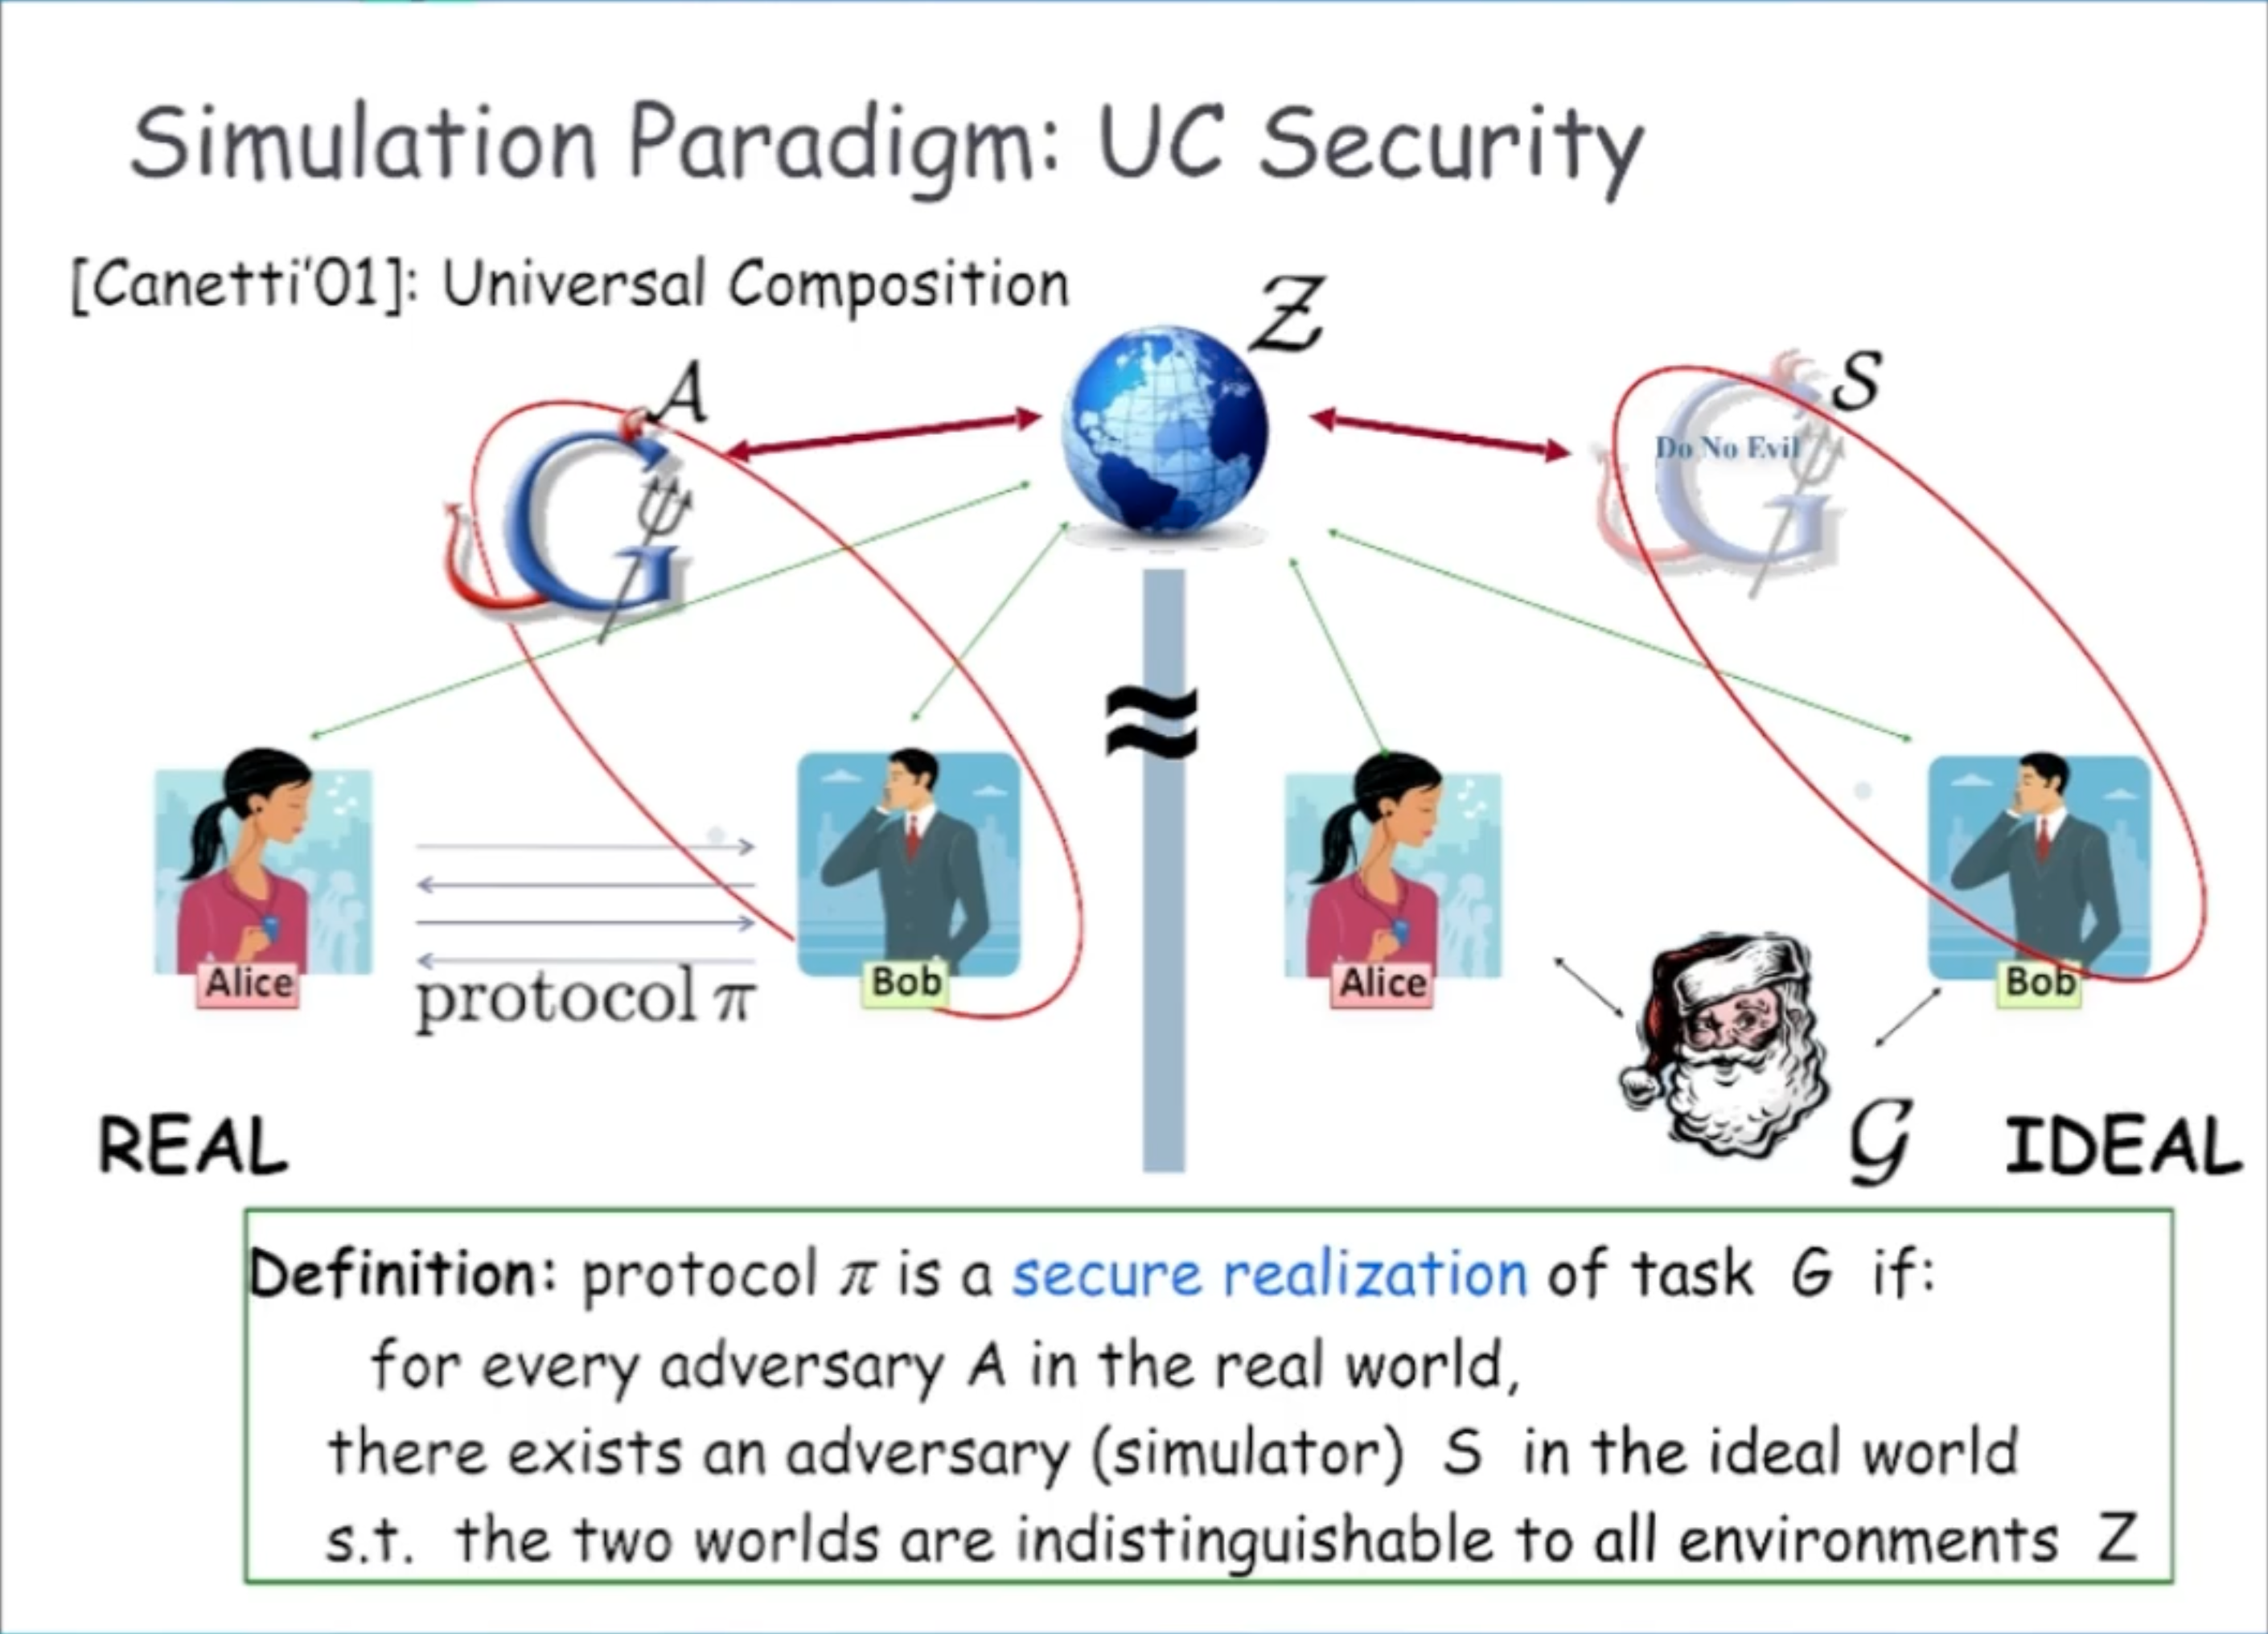 Simulation Paradigm: UC Security
[Canetti'01]: Universal Composition
Z
A
S
G
Do No Evil
G
≈
Alice
protocol π
Bob
Alice
Bob
REAL
G
IDEAL
Definition: protocol π is a secure realization of task G if:
for every adversary A in the real world,
there exists an adversary (simulator) S in the ideal world
s.t. the two worlds are indistinguishable to all environments Z